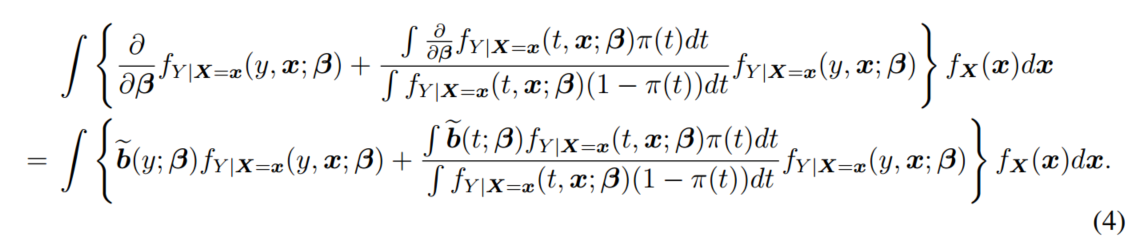 ∫ { ∂/∂β f_{Y|X=x}(y, x; β) + ∫ ∂/∂β f_{Y|X=x}(t, x; β)π(t)dt / ∫ f_{Y|X=x}(t, x; β)(1 − π(t))dt f_{Y|X=x}(y, x; β) } f_X(x)dx
= ∫ { b̃(y; β) f_{Y|X=x}(y, x; β) + ∫ b̃(t; β) f_{Y|X=x}(t, x; β)π(t)dt / ∫ f_{Y|X=x}(t, x; β)(1 − π(t))dt f_{Y|X=x}(y, x; β) } f_X(x)dx.
(4)